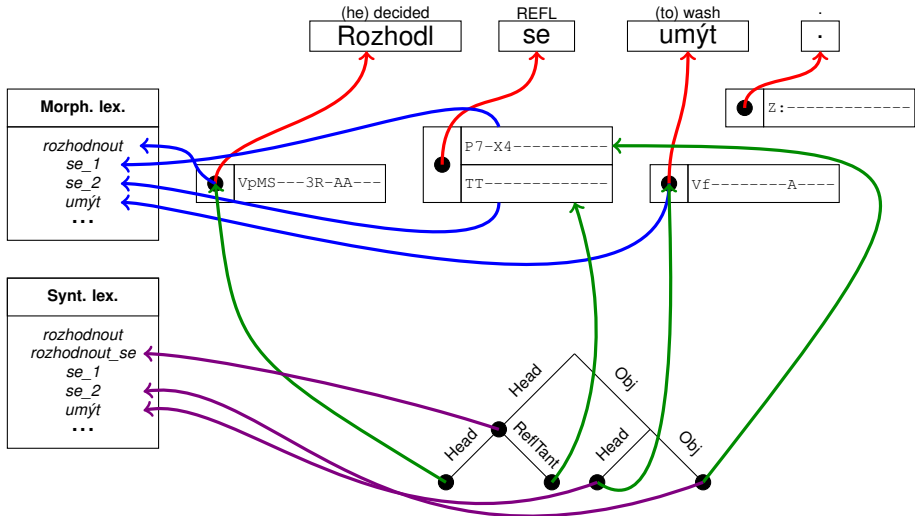 (he) decided
REFL
(to) wash
.
Rozhodl
se
umýt
.
Morph. lex.
rozhodnout
se_1
se_2
umýt
...
VpMS---3R-AA---
P7-X4----------
TT-------------
Vf--------A----
Z:-------------
Synt. lex.
rozhodnout
rozhodnout_se
se_1
se_2
umýt
...
Head
Obj
Head
ReflTant
Head
Obj